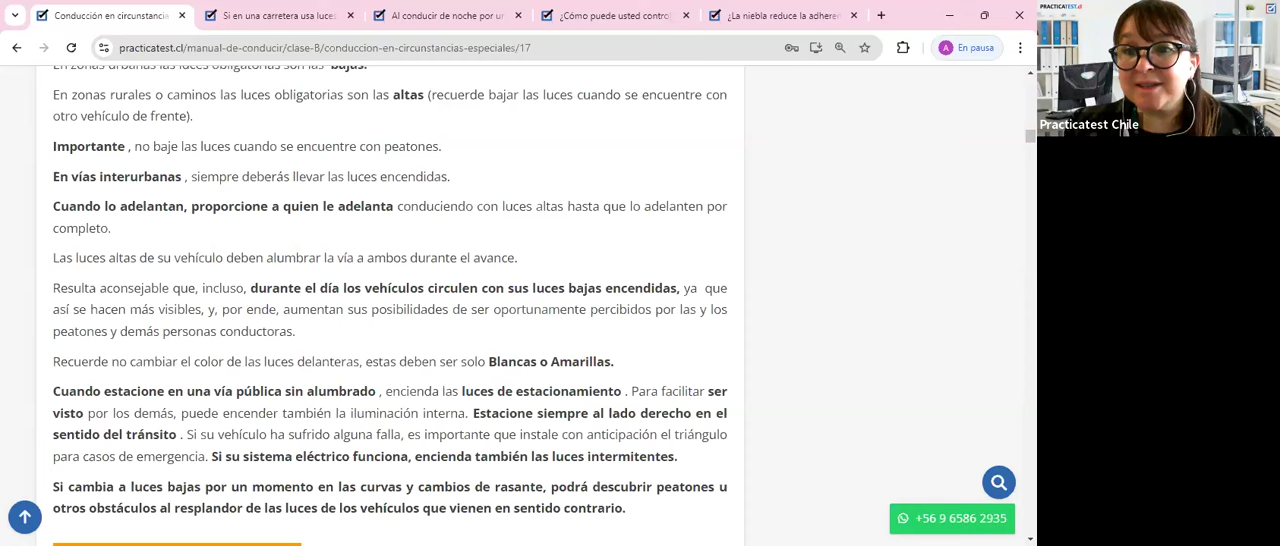 Conducción en circunstancia
Si en una carretera usa luces
Al conducir de noche por un
¿Cómo puede usted contro
¿La niebla reduce la adheren
practicatest.cl/manual-de-conducir/clase-B/conduccion-en-circunstancias-especiales/17
A En pausa
PRACTICATEST.cl
Practicatest Chile
En zonas urbanas las luces obligatorias son las bajas.
En zonas rurales o caminos las luces obligatorias son las altas (recuerde bajar las luces cuando se encuentre con
otro vehículo de frente).
Importante , no baje las luces cuando se encuentre con peatones.
En vías interurbanas , siempre deberás llevar las luces encendidas.
Cuando lo adelantan, proporcione a quien le adelanta conduciendo con luces altas hasta que lo adelanten por
completo.
Las luces altas de su vehículo deben alumbrar la vía a ambos durante el avance.
Resulta aconsejable que, incluso, durante el día los vehículos circulen con sus luces bajas encendidas, ya que
así se hacen más visibles, y, por ende, aumentan sus posibilidades de ser oportunamente percibidos por las y los
peatones y demás personas conductoras.
Recuerde no cambiar el color de las luces delanteras, estas deben ser solo Blancas o Amarillas.
Cuando estacione en una vía pública sin alumbrado , encienda las luces de estacionamiento . Para facilitar ser
visto por los demás, puede encender también la iluminación interna. Estacione siempre al lado derecho en el
sentido del tránsito . Si su vehículo ha sufrido alguna falla, es importante que instale con anticipación el triángulo
para casos de emergencia. Si su sistema eléctrico funciona, encienda también las luces intermitentes.
Si cambia a luces bajas por un momento en las curvas y cambios de rasante, podrá descubrir peatones u
otros obstáculos al resplandor de las luces de los vehículos que vienen en sentido contrario.
+56 9 6586 2935